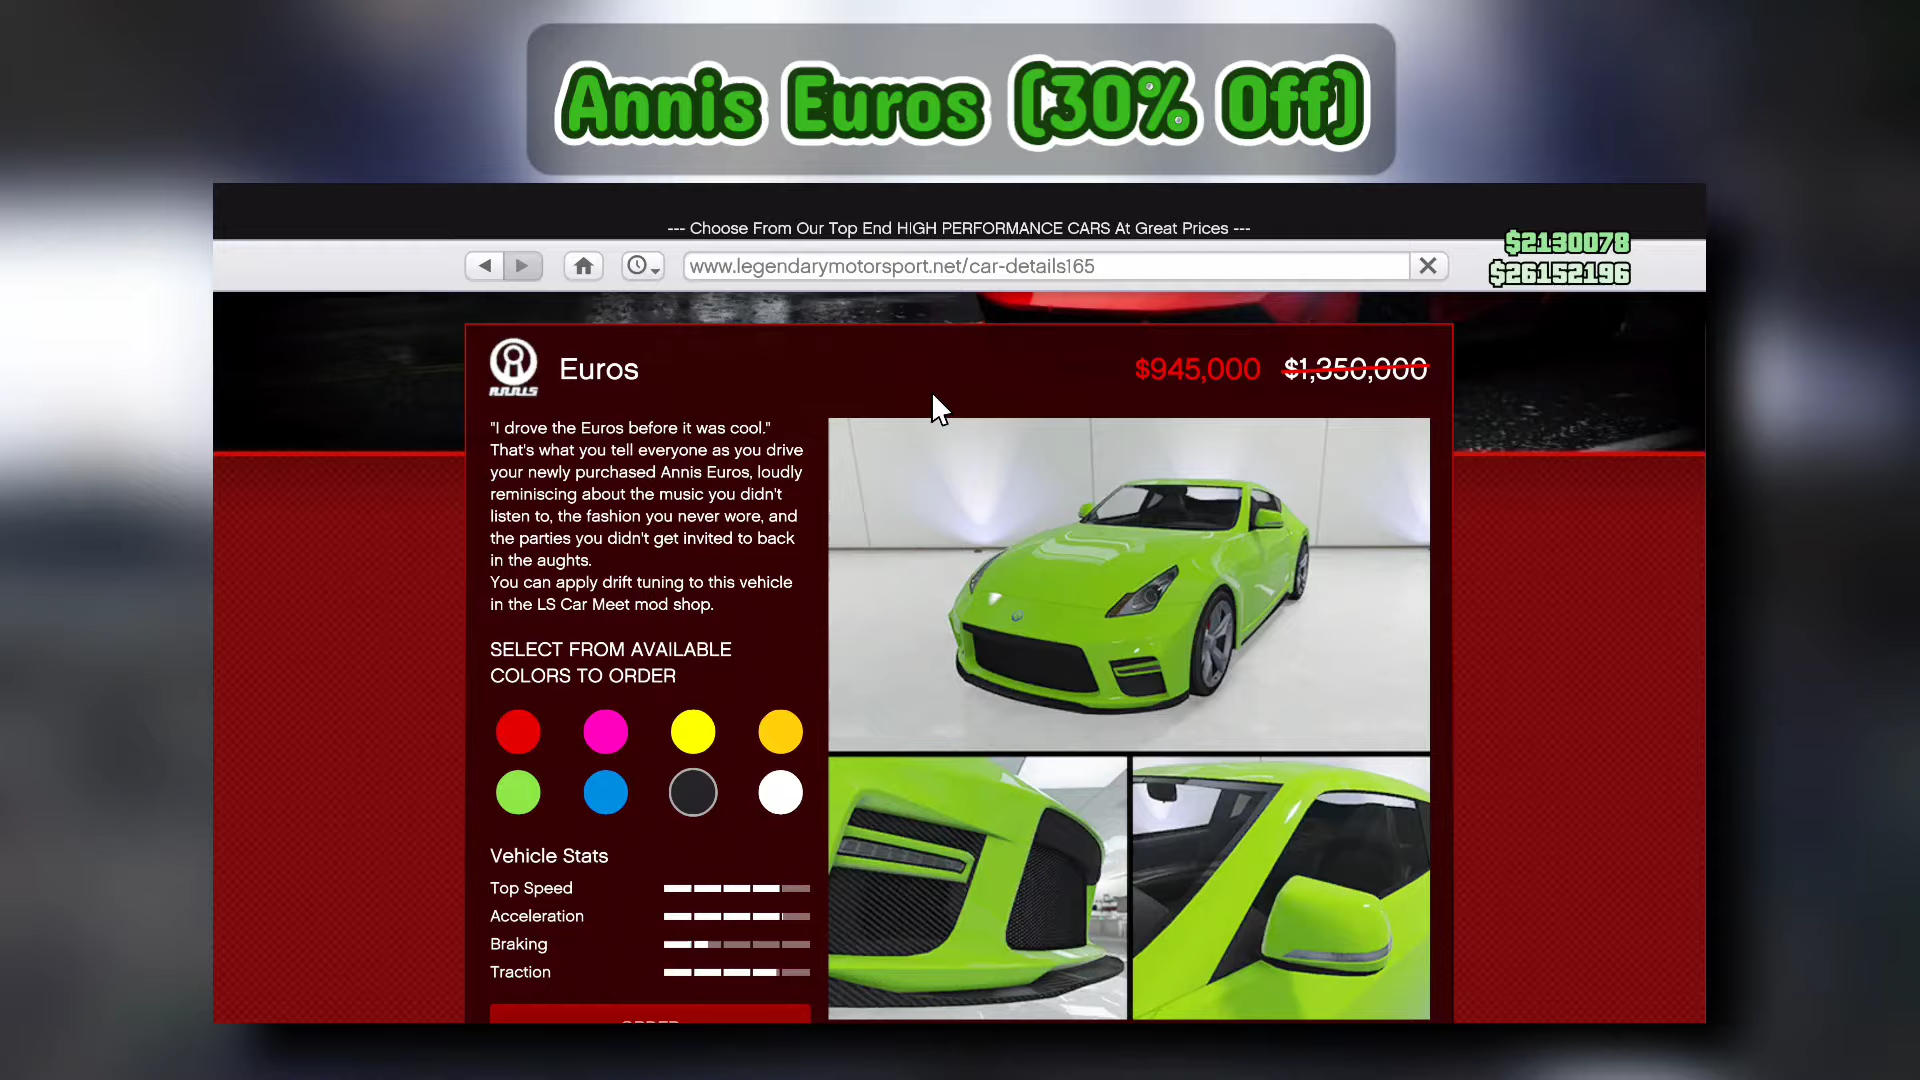 Annis Euros (30% Off)
--- Choose From Our Top End HIGH PERFORMANCE CARS At Great Prices ---
$2130078
www.legendarymotorsport.net/car-details165
$26152196
ANNIS
Euros
$945,000 $1,350,000
"I drove the Euros before it was cool."
That's what you tell everyone as you drive
your newly purchased Annis Euros, loudly
reminiscing about the music you didn't
listen to, the fashion you never wore, and
the parties you didn't get invited to back
in the aughts.
You can apply drift tuning to this vehicle
in the LS Car Meet mod shop.
SELECT FROM AVAILABLE
COLORS TO ORDER
Vehicle Stats
Top Speed
Acceleration
Braking
Traction
ORDER